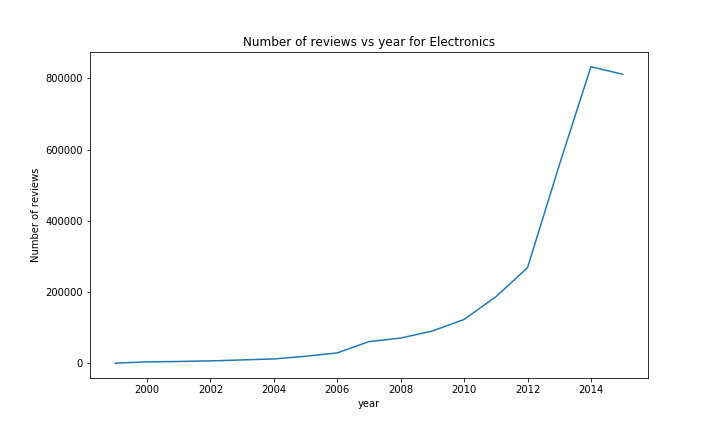 Number of reviews vs year for Electronics
800000
600000
400000
200000
0
Number of reviews
2000 2002 2004 2006 2008 2010 2012 2014
year